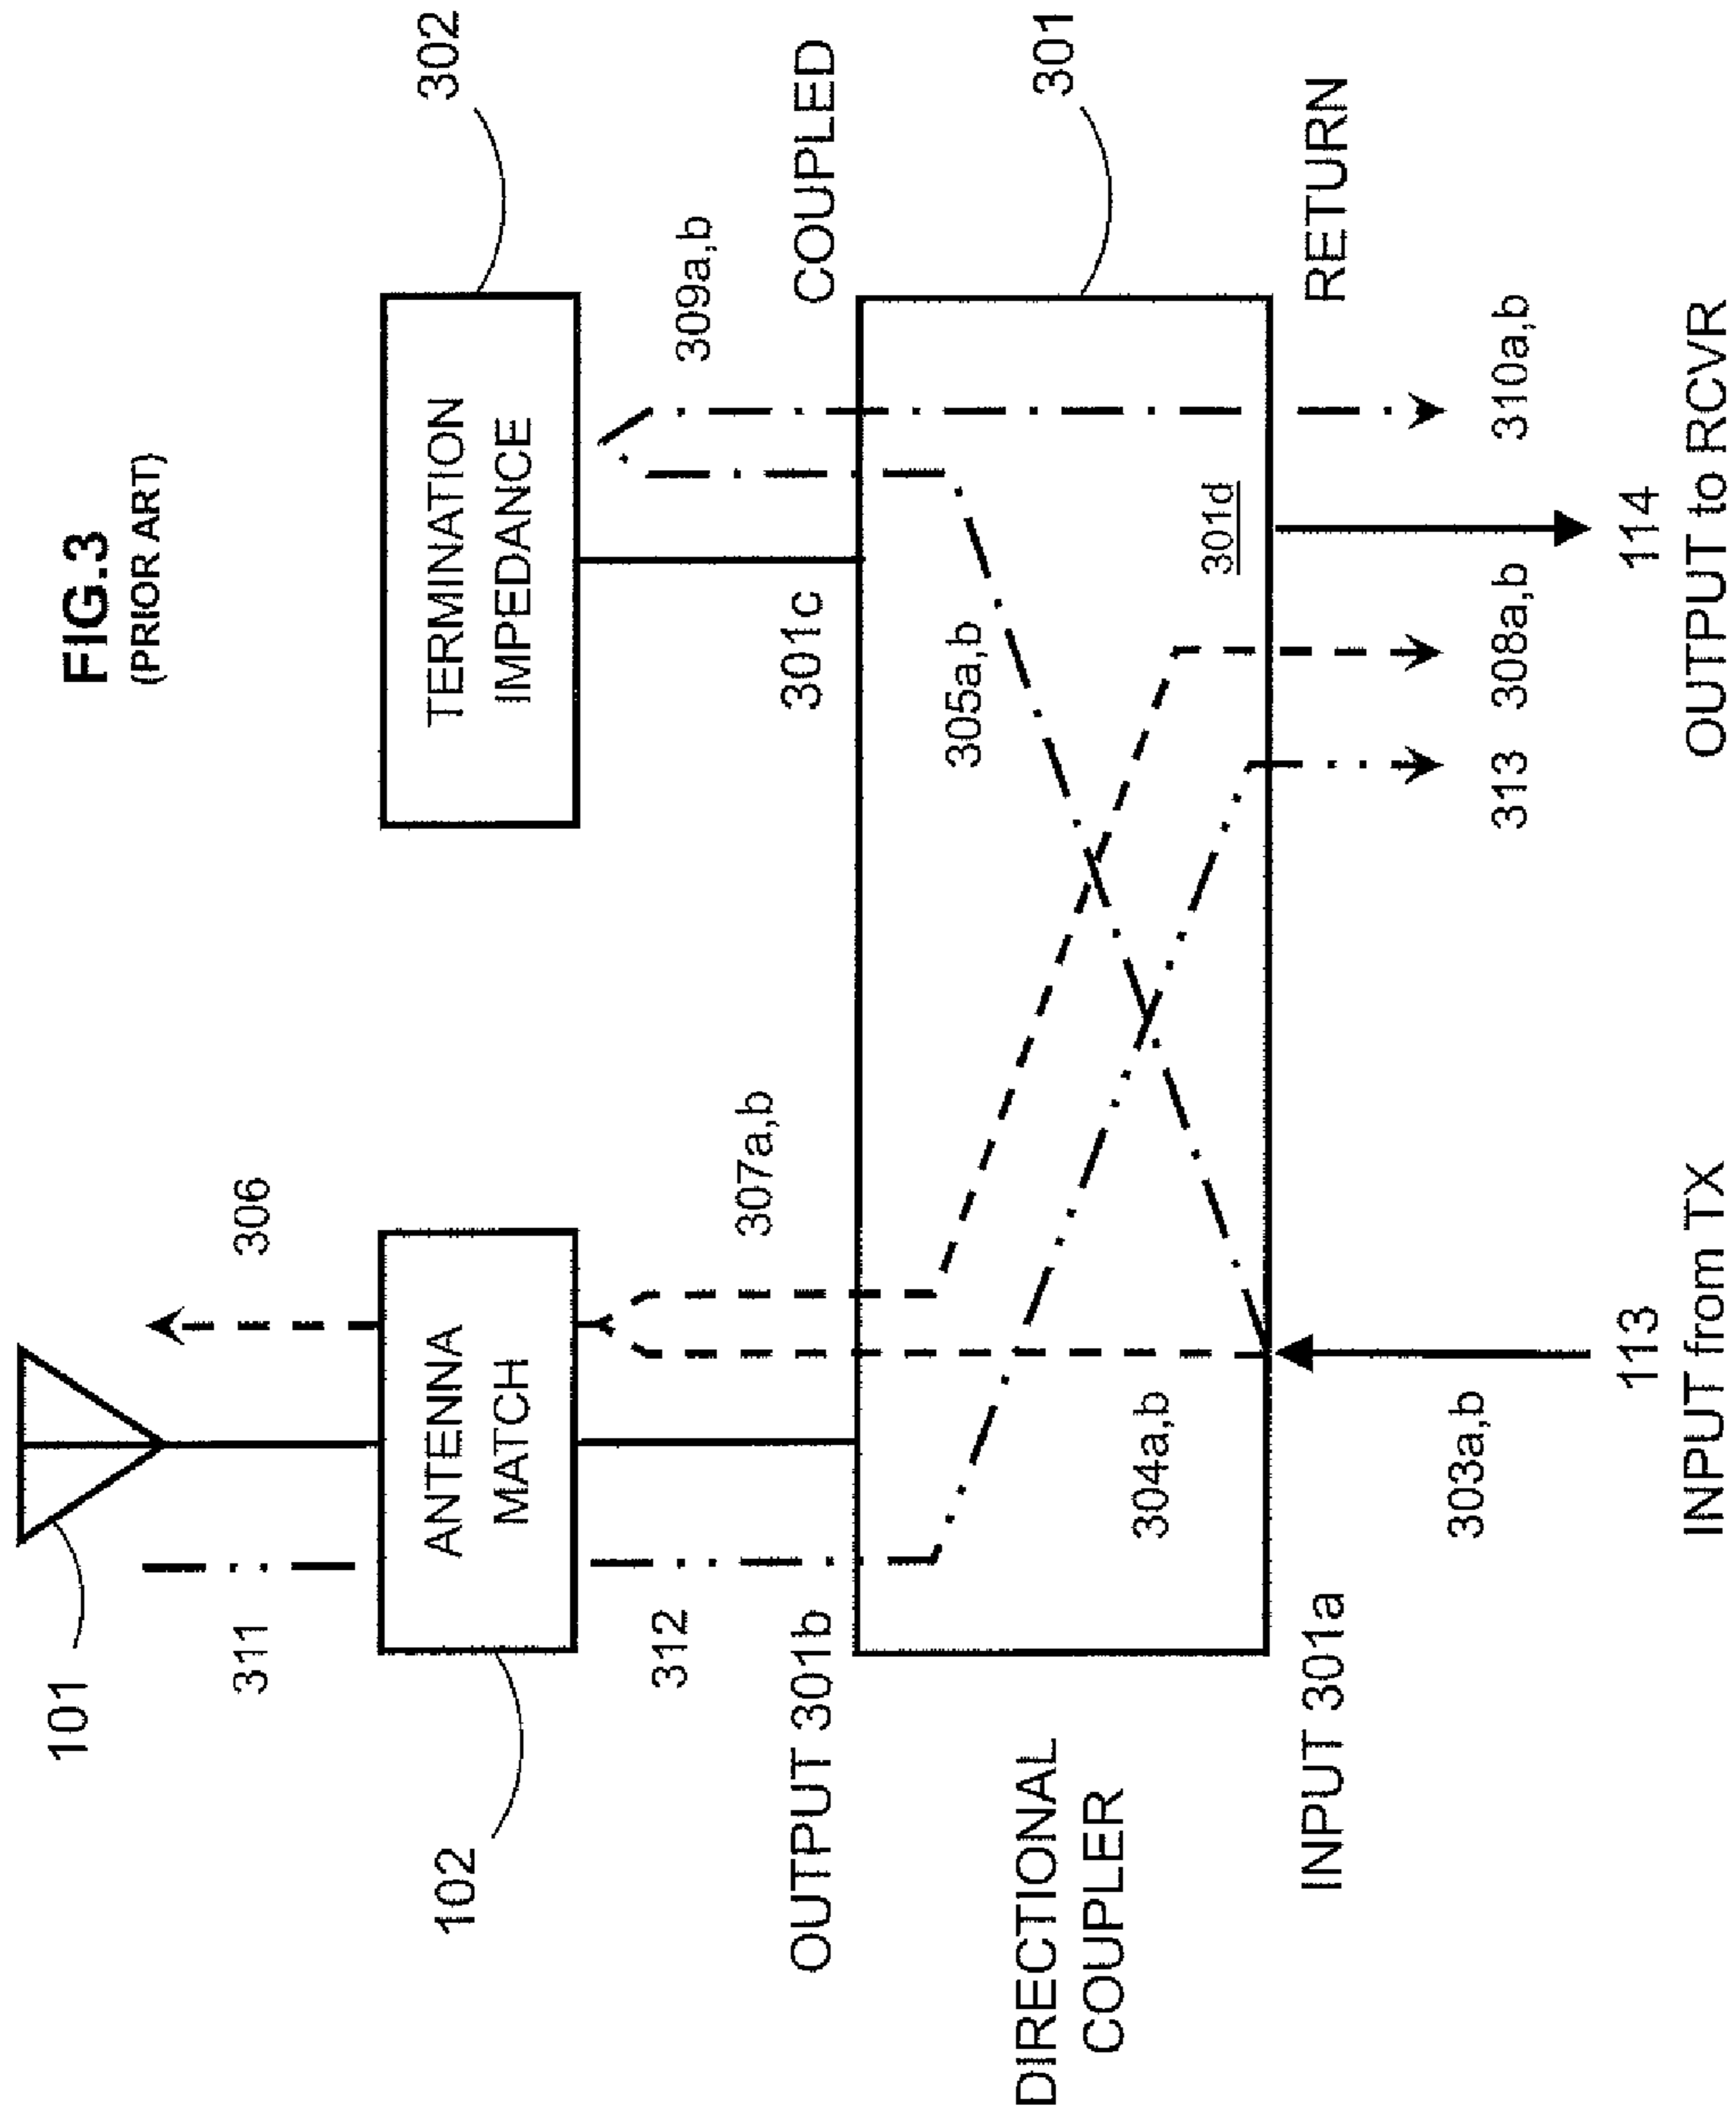 FIG.3
(PRIOR ART)
101
311
306
302
102
ANTENNA
MATCH
TERMINATION
IMPEDANCE
312
307a,b
309a,b
OUTPUT 301b
301c
COUPLED
DIRECTIONAL
COUPLER
305a,b
301
304a,b
301d
INPUT 301a
RETURN
303a,b
313
308a,b
310a,b
113
114
INPUT from TX
OUTPUT to RCVR